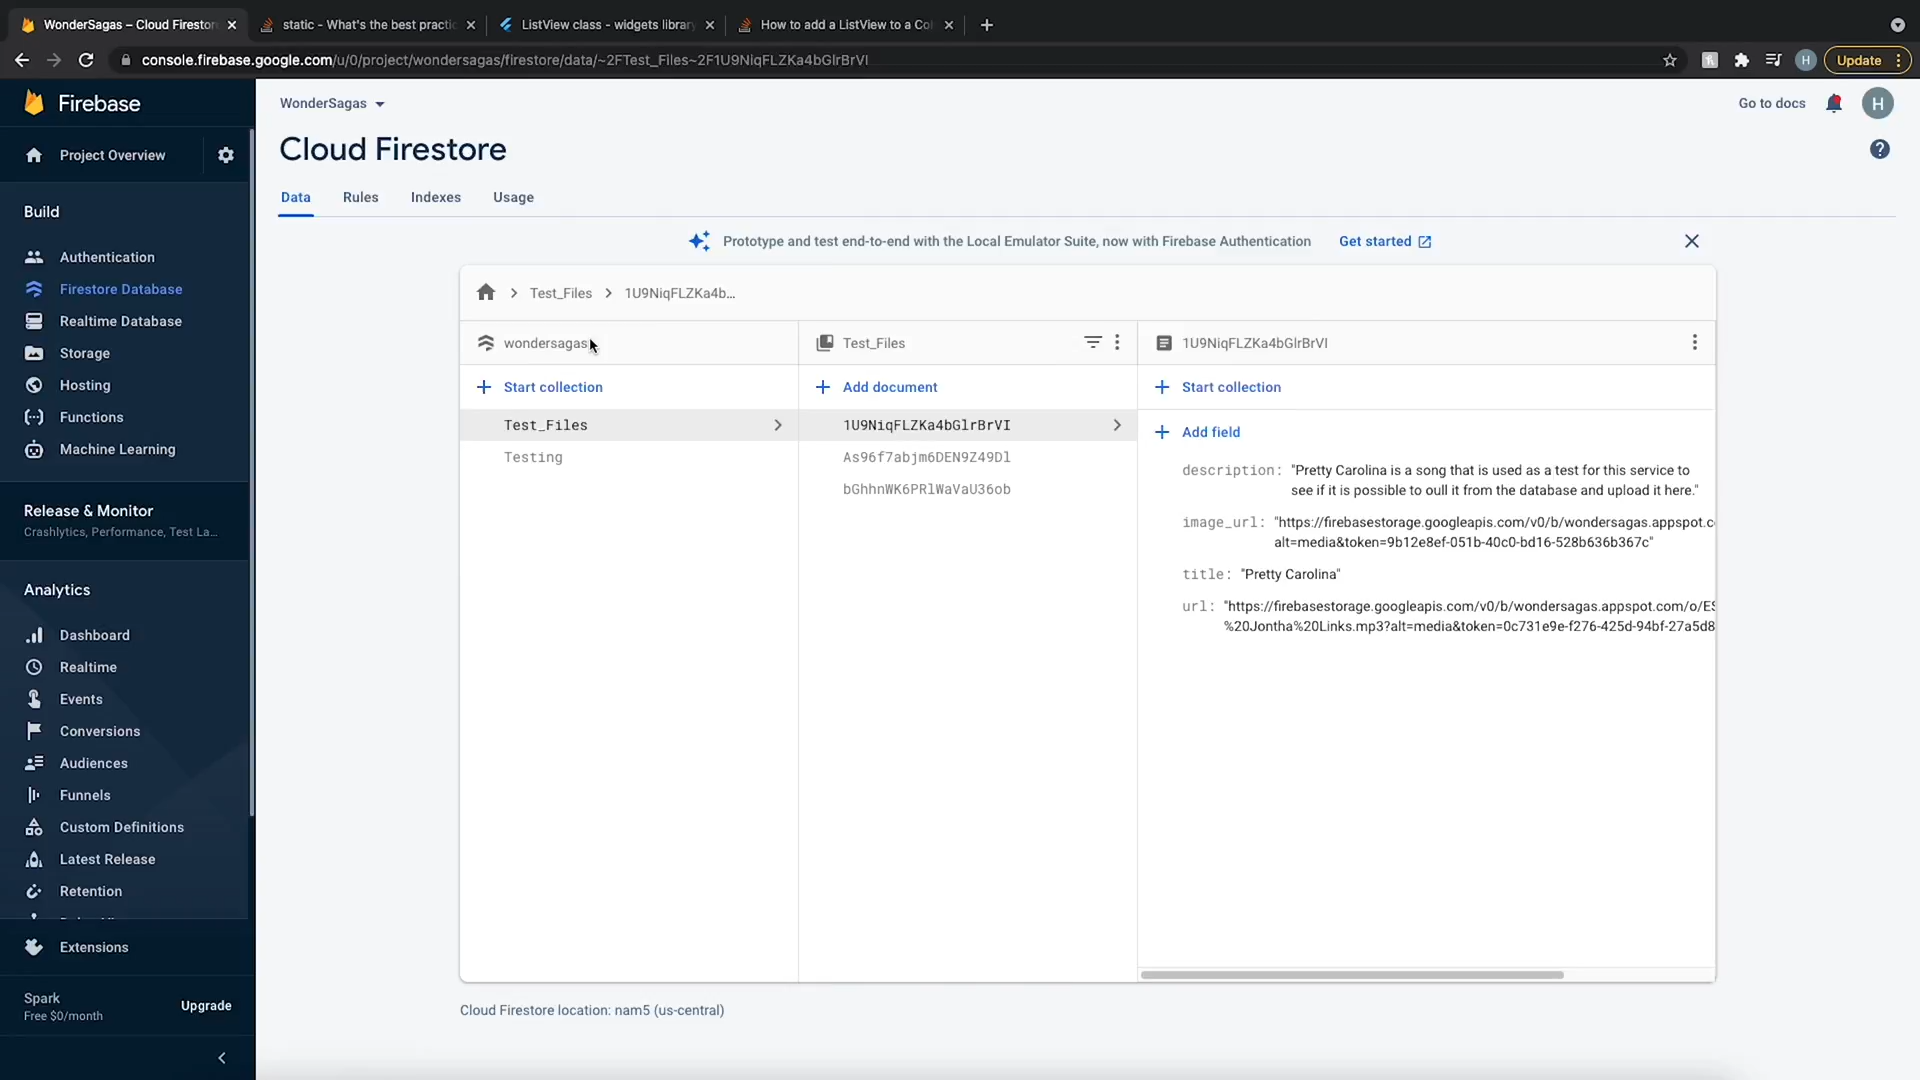 WonderSagas – Cloud Firestor
static - What's the best practic
ListView class - widgets library
How to add a ListView to a Col
console.firebase.google.com/u/0/project/wondersagas/firestore/data/~2FTest_Files~2F1U9NiqFLZKa4bGlrBrVI
H
Update
Firebase
WonderSagas
Go to docs
H
Project Overview
Cloud Firestore
Data
Rules
Indexes
Usage
Build
Prototype and test end-to-end with the Local Emulator Suite, now with Firebase Authentication
Get started
Authentication
Firestore Database
Realtime Database
Storage
Hosting
Functions
Machine Learning
Release & Monitor
Crashlytics, Performance, Test La...
Analytics
Dashboard
Realtime
Events
Conversions
Audiences
Funnels
Custom Definitions
Latest Release
Retention
Extensions
Spark
Free $0/month
Upgrade
Test_Files
1U9NiqFLZKa4b...
wondersagas
Start collection
Test_Files
Testing
Test_Files
Add document
1U9NiqFLZKa4bGlrBrVI
As96f7abjm6DEN9Z49Dl
bGhhnWK6PRlWaVaU36ob
1U9NiqFLZKa4bGlrBrVI
Start collection
Add field
description: "Pretty Carolina is a song that is used as a test for this service to
see if it is possible to oull it from the database and upload it here."
image_url: "https://firebasestorage.googleapis.com/v0/b/wondersagas.appspot.c
alt=media&token=9b12e8ef-051b-40c0-bd16-528b636b367c"
title: "Pretty Carolina"
url: "https://firebasestorage.googleapis.com/v0/b/wondersagas.appspot.com/o/ES
%20Jontha%20Links.mp3?alt=media&token=0c731e9e-f276-425d-94bf-27a5d8
Cloud Firestore location: nam5 (us-central)